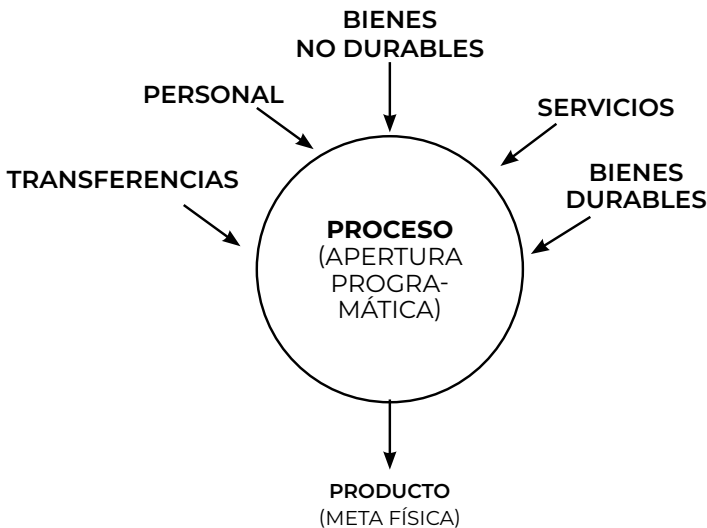 BIENES
NO DURABLES
PERSONAL
SERVICIOS
TRANSFERENCIAS
BIENES
DURABLES
PROCESO
(APERTURA
PROGRA-
MÁTICA)
PRODUCTO
(META FÍSICA)